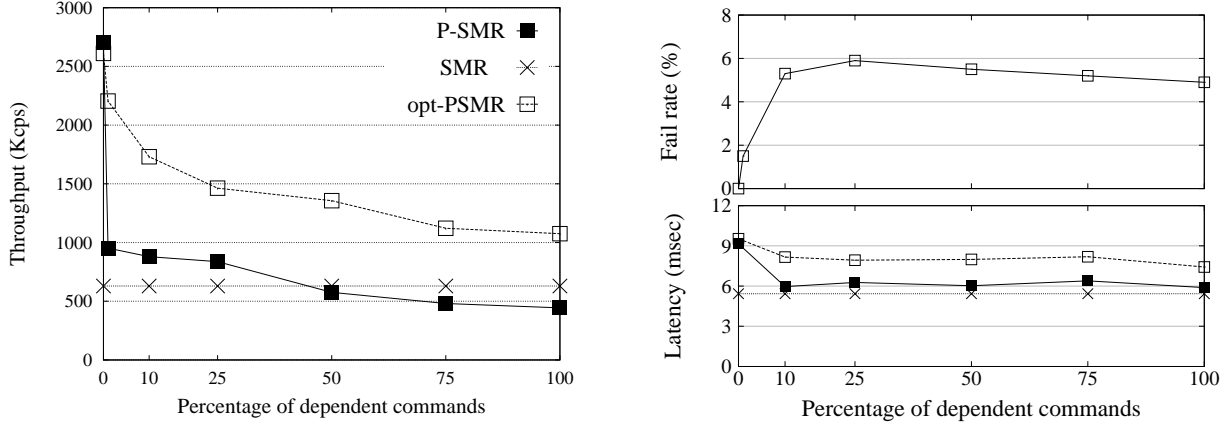 3000
2500
2000
1500
1000
500
0
Throughput (Kcps)
P-SMR
SMR
opt-PSMR
0 10 25 50 75 100
Percentage of dependent commands
8
6
4
2
0
Fail rate (%)
12
9
6
3
0
Latency (msec)
0 10 25 50 75 100
Percentage of dependent commands